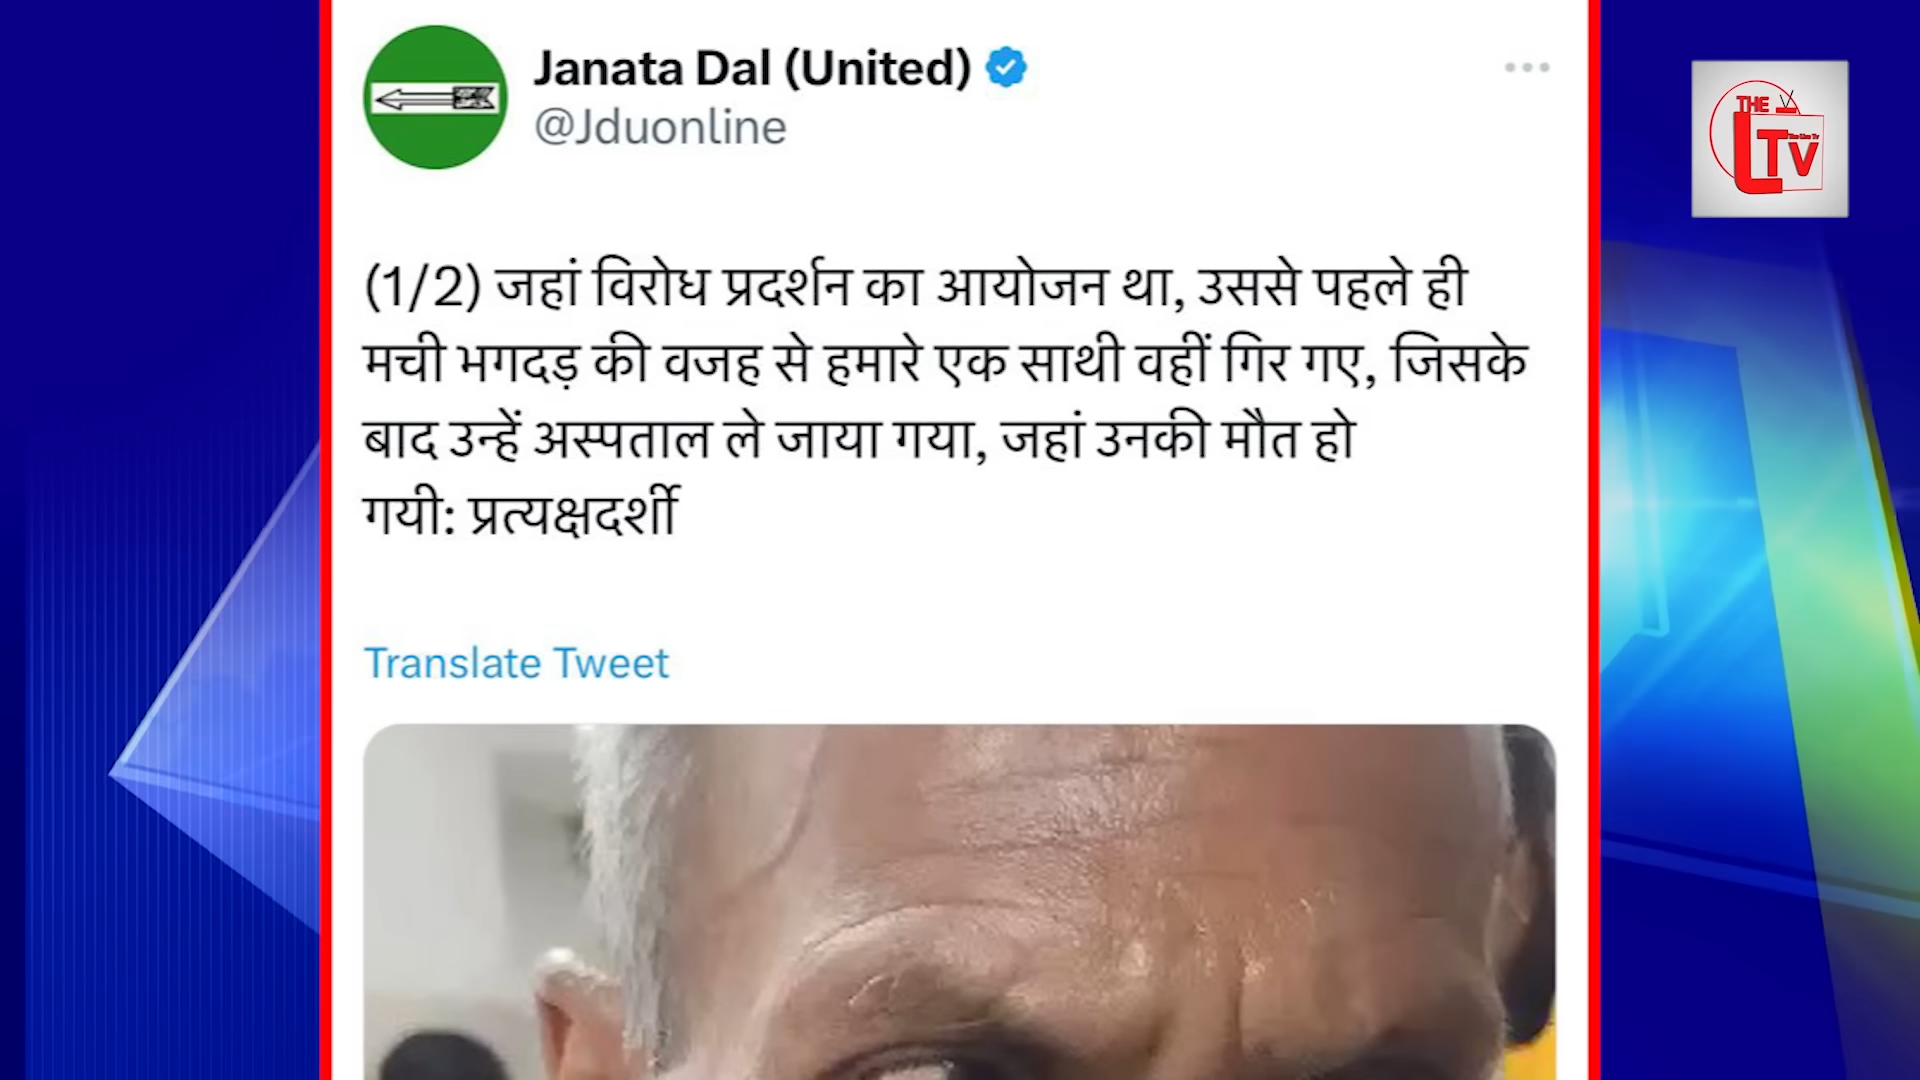 Janata Dal (United)
@Jduonline
THE
LTV
(1/2) जहां विरोध प्रदर्शन का आयोजन था, उससे पहले ही
मची भगदड़ की वजह से हमारे एक साथी वहीं गिर गए, जिसके
बाद उन्हें अस्पताल ले जाया गया, जहां उनकी मौत हो
गयी: प्रत्यक्षदर्शी
Translate Tweet